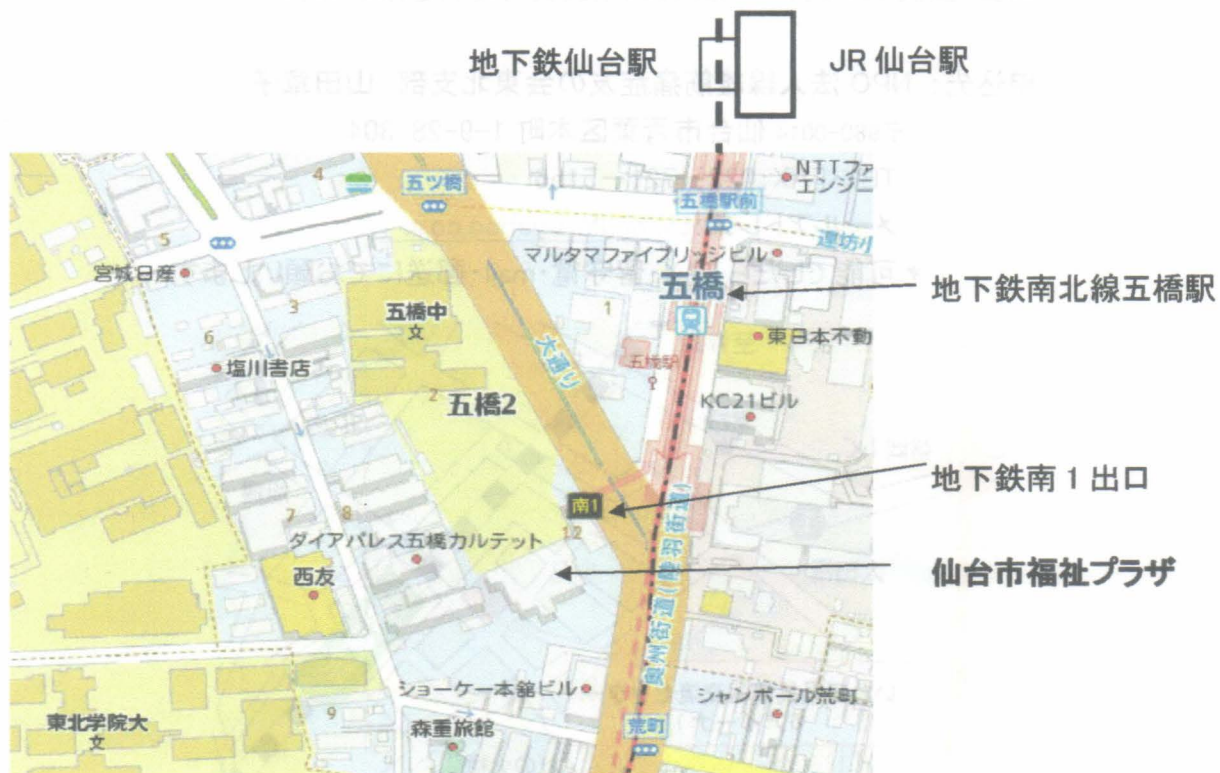 地下鉄仙台駅
JR 仙台駅
NTTファ
エンジニ
4
五ツ橋
五橋駅前
連坊小
5
宮城日産
マルタマファイブリッジビル
五橋
地下鉄南北線五橋駅
3
五橋中
文
1
6
東日本不動
塩川書店
大通り
五橋駅
2
五橋2
KC21ビル
地下鉄南 1 出口
南1
12
7
8
ダイアパレス五橋カルテット
西友
仙台市福祉プラザ
奥州街道(陸羽街道)
ショーケー本館ビル
シャンボール荒町
9
東北学院大
文
森重旅館
荒町